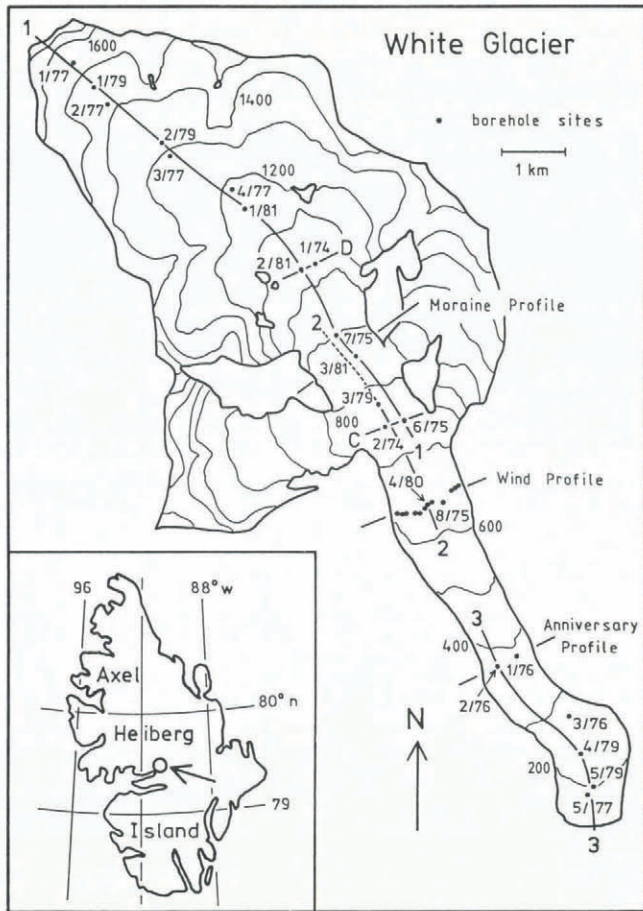 White Glacier
• borehole sites
1 km
1
1600
1/77
1/79
2/77
1400
2/79
3/77
1200
4/77
1/81
1/74
D
2/81
Moraine Profile
2
7/75
3/81
3/79
800
6/75
C
2/74
1
4/80
Wind Profile
8/75
600
2
3
Anniversary
Profile
400
1/76
2/76
3/76
4/79
200
5/79
5/77
3
N
96
88° w
Axel
80° n
Heiberg
79
Island